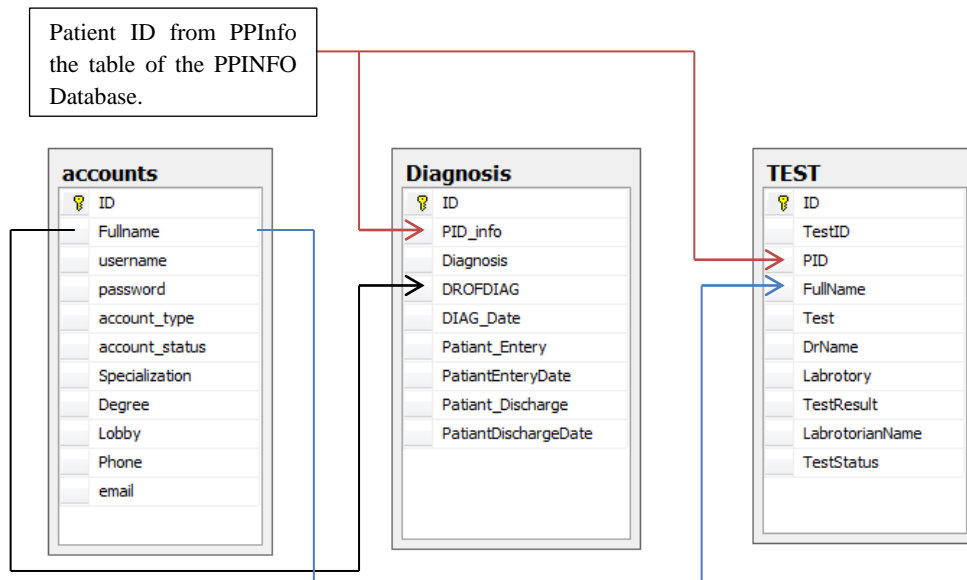 Patient ID from PPInfo
the table of the PPINFO
Database.
accounts
ID
Fullname
username
password
account_type
account_status
Specialization
Degree
Lobby
Phone
email
Diagnosis
ID
PID_info
Diagnosis
DROFDIAG
DIAG_Date
Patiant_Entery
PatiantEnteryDate
Patiant_Discharge
PatiantDischargeDate
TEST
ID
TestID
PID
FullName
Test
DrName
Labrotory
TestResult
LabrotorianName
TestStatus